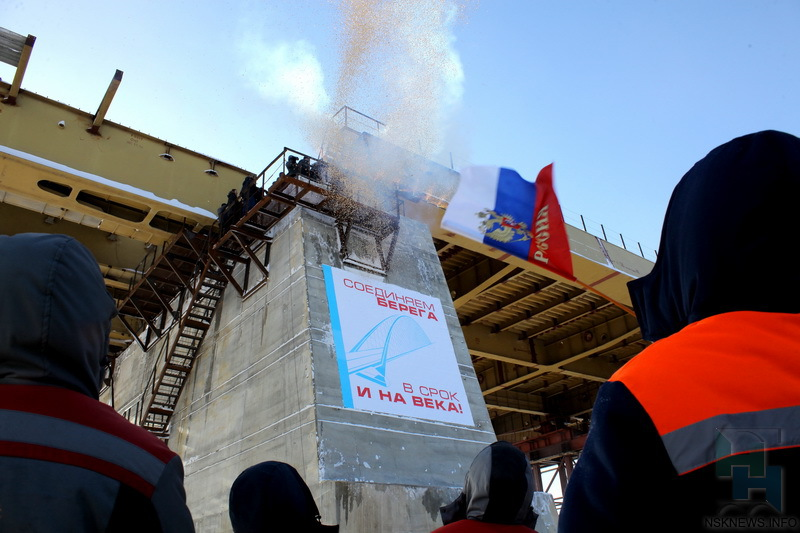 СОЕДИНЯЕМ
БЕРЕГА
В СРОК
И НА ВЕКА!
РОССИЯ
NSKNEWS.INFO